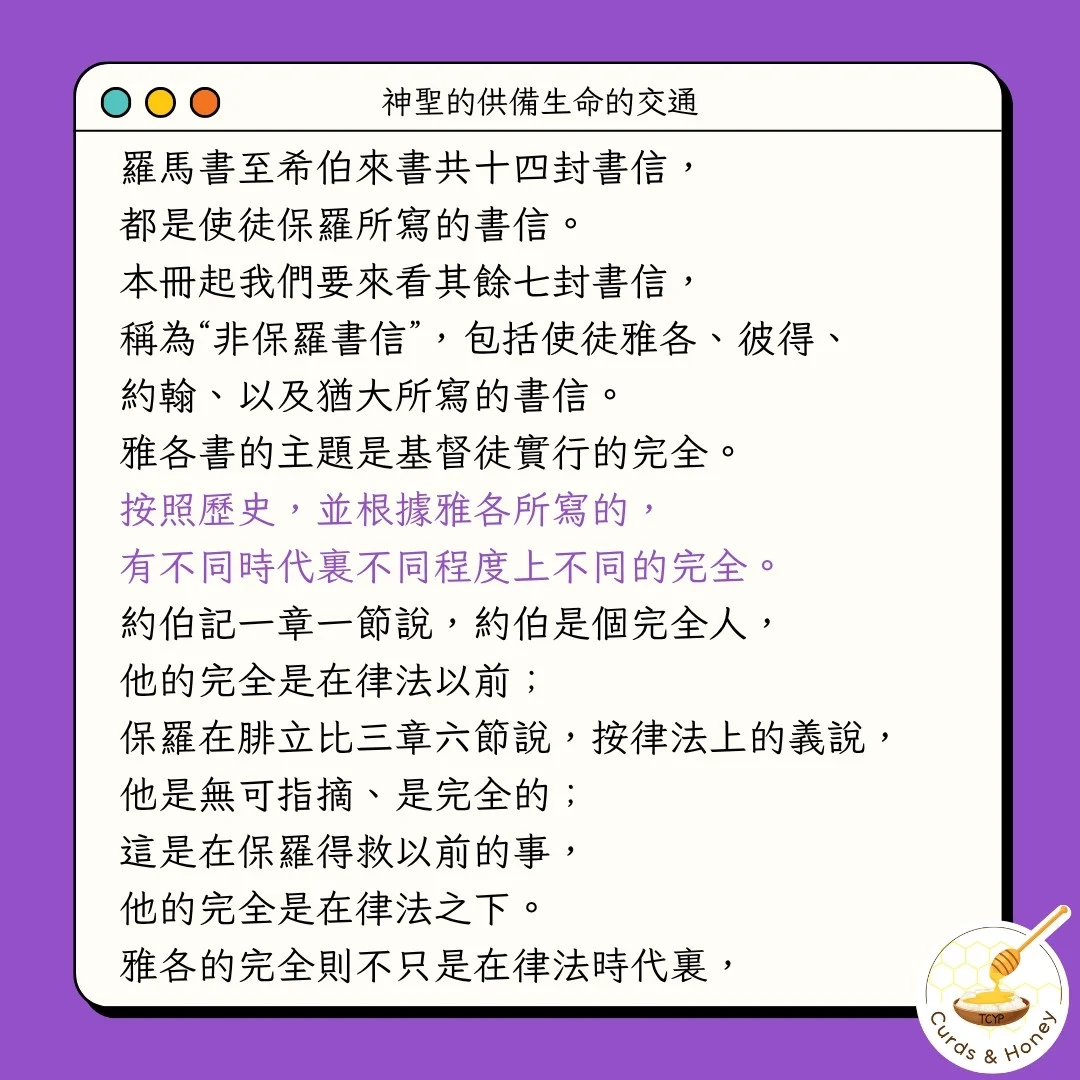 神聖的供備生命的交通
羅馬書至希伯來書共十四封書信，
都是使徒保羅所寫的書信。
本冊起我們要來看其餘七封書信，
稱為“非保羅書信”，包括使徒雅各、彼得、
約翰、以及猶大所寫的書信。
雅各書的主題是基督徒實行的完全。
按照歷史，並根據雅各所寫的，
有不同時代裏不同程度上不同的完全。
約伯記一章一節說，約伯是個完全人，
他的完全是在律法以前；
保羅在腓立比三章六節說，按律法上的義說，
他是無可指摘、是完全的；
這是在保羅得救以前的事，
他的完全是在律法之下。
雅各的完全則不只是在律法時代裏，
TCYP
Curds & Honey